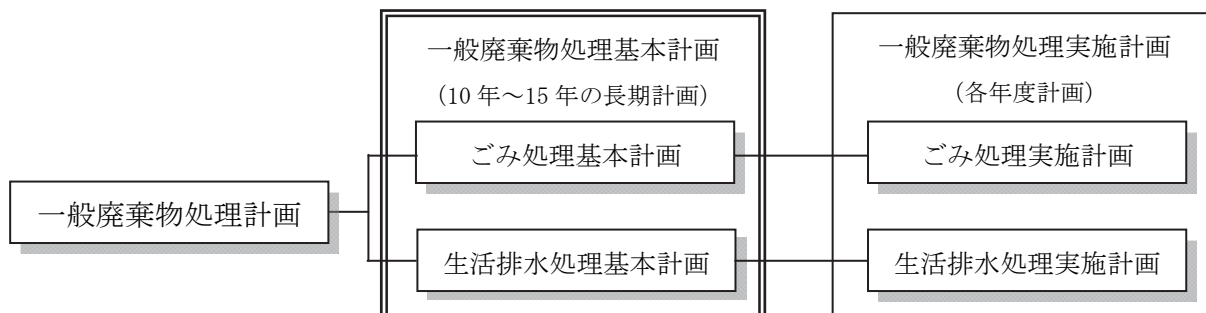 一般廃棄物処理計画
一般廃棄物処理基本計画
（10 年～15 年の長期計画）
ごみ処理基本計画
生活排水処理基本計画
一般廃棄物処理実施計画
（各年度計画）
ごみ処理実施計画
生活排水処理実施計画